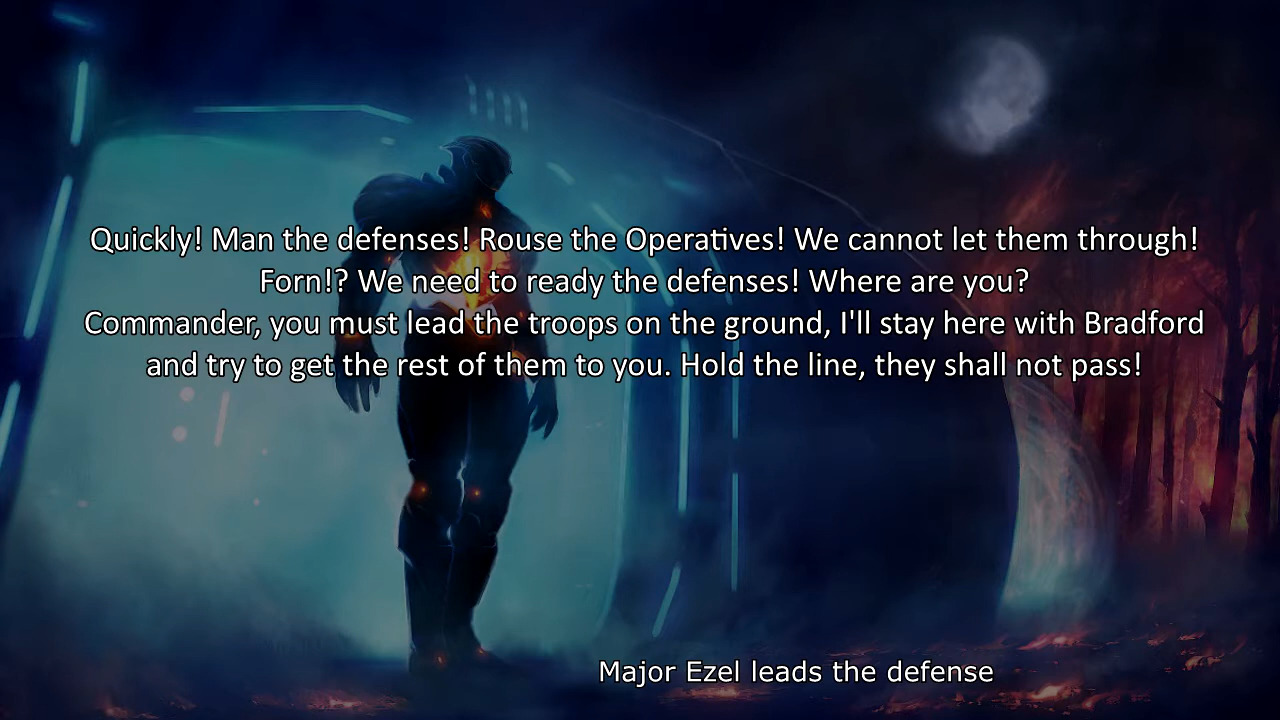 Quickly! Man the defenses! Rouse the Operatives! We cannot let them through!
Forn!? We need to ready the defenses! Where are you?
Commander, you must lead the troops on the ground, I'll stay here with Bradford
and try to get the rest of them to you. Hold the line, they shall not pass!
Major Ezel leads the defense